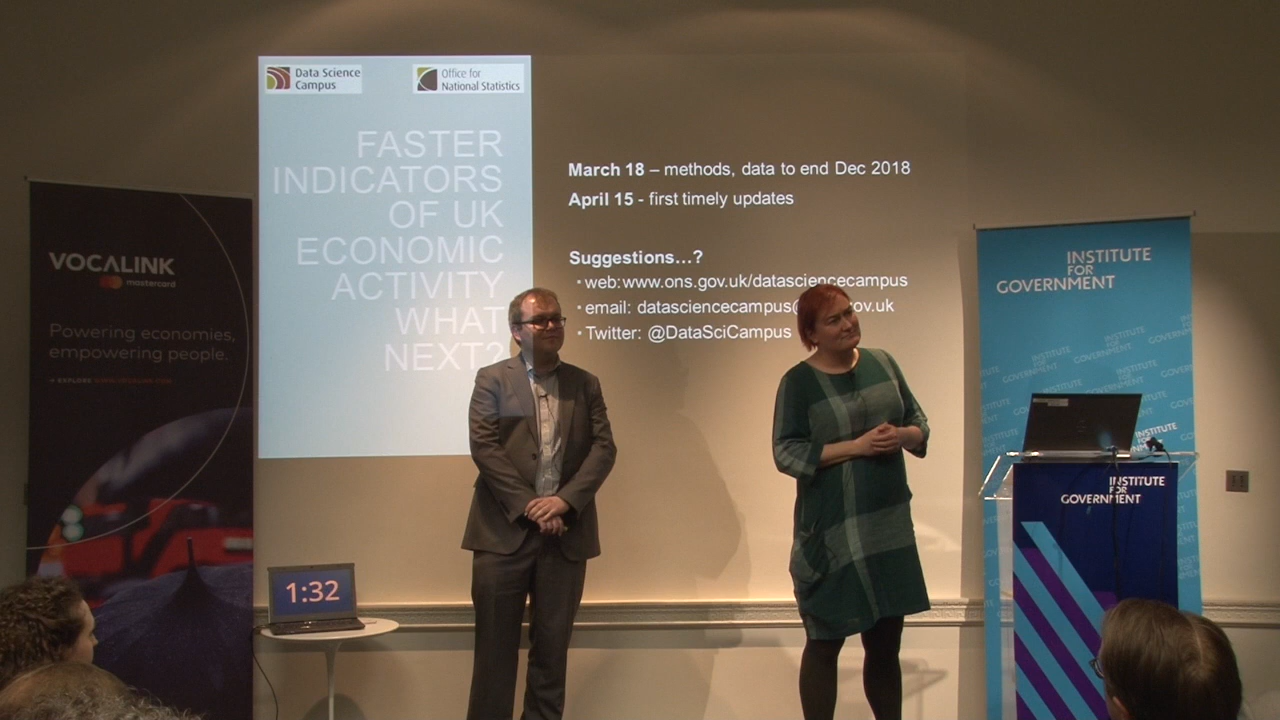 Data Science
Campus
Office for
National Statistics
FASTER
INDICATORS
OF UK
ECONOMIC
ACTIVITY
WHAT
NEXT?
March 18 – methods, data to end Dec 2018
April 15 - first timely updates
Suggestions…?
• web:www.ons.gov.uk/datasciencecampus
• email: datasciencecampus@ .gov.uk
• Twitter: @DataSciCampus
VOCALINK
mastercard
Powering economies,
empowering people.
1:32
INSTITUTE
FOR
GOVERNMENT
INSTITUTE
FOR
GOVERNMENT